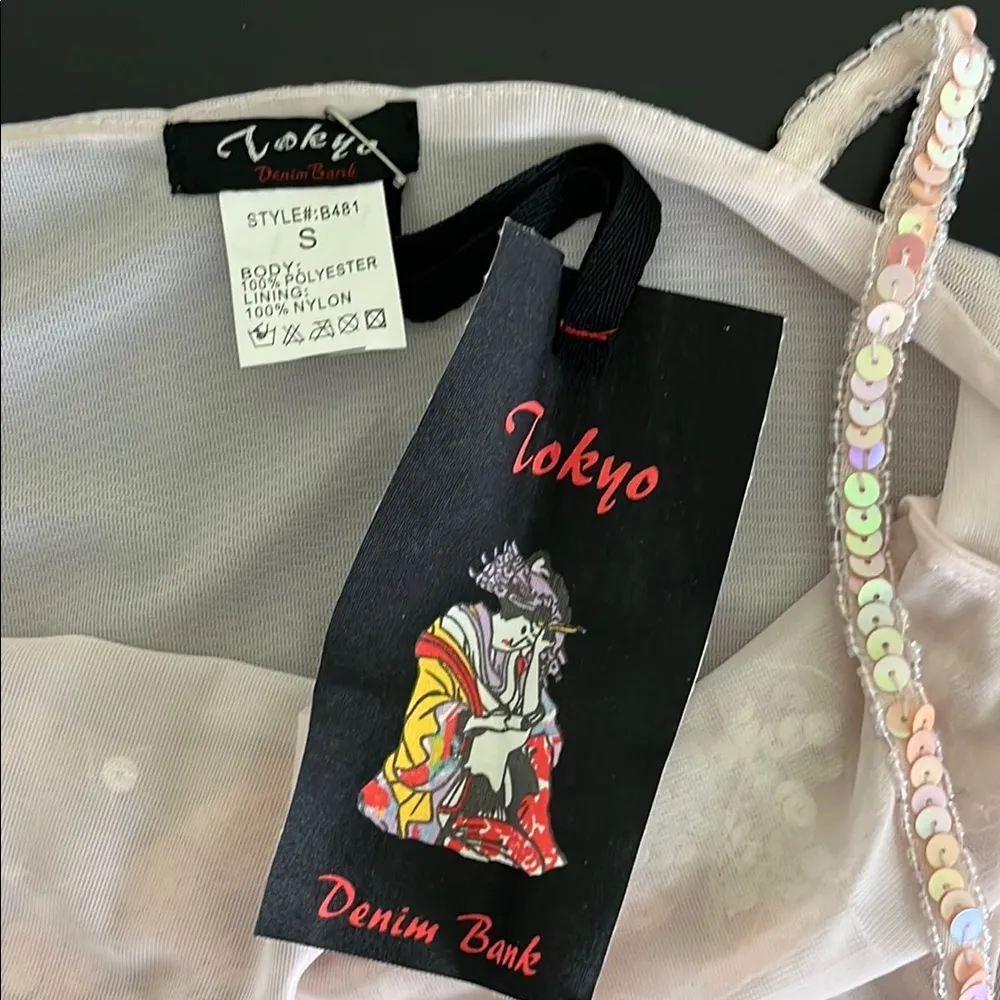 Tokyo
Denim Bank
STYLE#:B481
S
BODY:
100% POLYESTER
LINING:
100% NYLON
Tokyo
Denim Bank